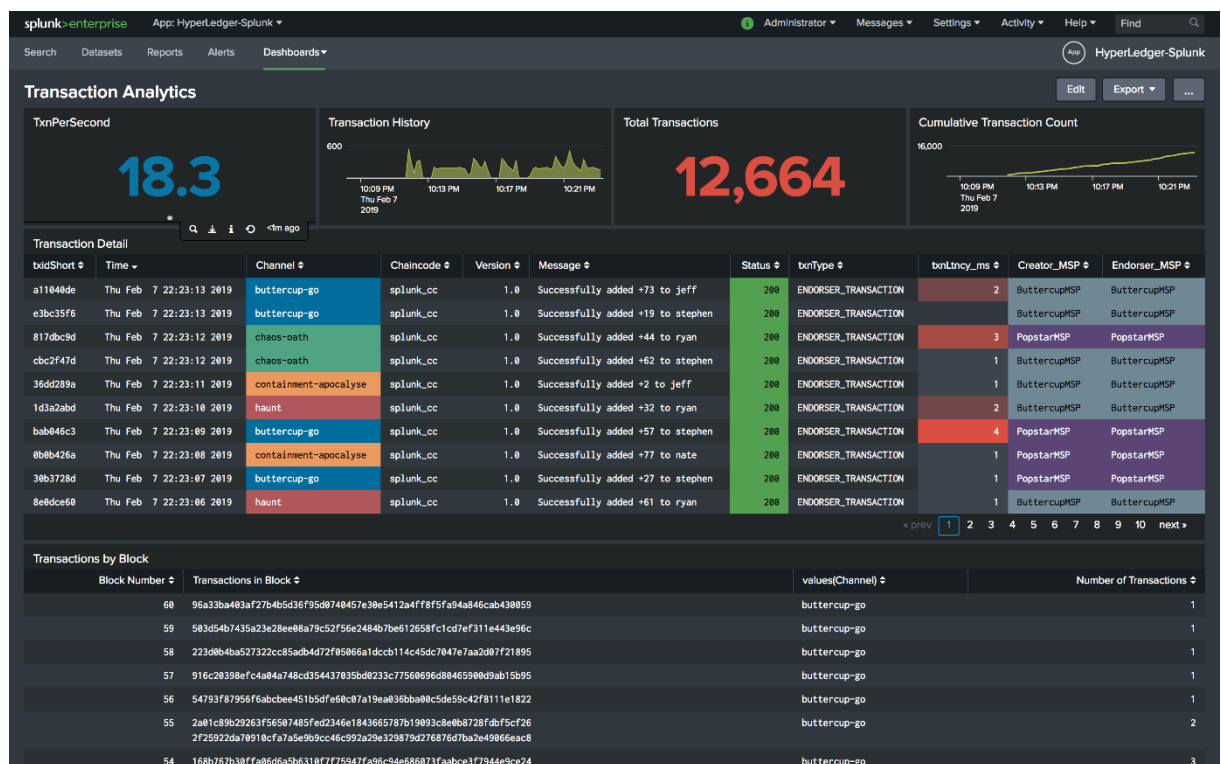 splunk>enterprise App: HyperLedger-Splunk Administrator Messages Settings Activity Help Find
Search Datasets Reports Alerts Dashboards App HyperLedger-Splunk
Transaction Analytics Edit Export ...
TxnPerSecond Transaction History Total Transactions Cumulative Transaction Count
18.3 600 12,664 16,000
10:09 PM 10:13 PM 10:17 PM 10:21 PM 10:09 PM 10:13 PM 10:17 PM 10:21 PM
Thu Feb 7 Thu Feb 7
2019 2019
<1m ago
Transaction Detail
txidShort Time Channel Chaincode Version Message Status txnType txnLtncy_ms Creator_MSP Endorser_MSP
a11040de Thu Feb 7 22:23:13 2019 buttercup-go splunk_cc 1.0 Successfully added +73 to jeff 200 ENDORSER_TRANSACTION 2 ButtercupMSP ButtercupMSP
e3bc35f6 Thu Feb 7 22:23:13 2019 buttercup-go splunk_cc 1.0 Successfully added +19 to stephen 200 ENDORSER_TRANSACTION ButtercupMSP ButtercupMSP
817dbc96 Thu Feb 7 22:23:12 2019 chaos-oath splunk_cc 1.0 Successfully added +44 to ryan 200 ENDORSER_TRANSACTION 3 PopstarMSP PopstarMSP
cbc2f47d Thu Feb 7 22:23:12 2019 chaos-oath splunk_cc 1.0 Successfully added +62 to stephen 200 ENDORSER_TRANSACTION 1 ButtercupMSP ButtercupMSP
36dd289a Thu Feb 7 22:23:11 2019 containment-apocalyse splunk_cc 1.0 Successfully added +2 to jeff 200 ENDORSER_TRANSACTION 1 ButtercupMSP ButtercupMSP
1d3a2abd Thu Feb 7 22:23:10 2019 haunt splunk_cc 1.0 Successfully added +32 to ryan 200 ENDORSER_TRANSACTION 2 ButtercupMSP ButtercupMSP
bab046c3 Thu Feb 7 22:23:09 2019 buttercup-go splunk_cc 1.0 Successfully added +57 to stephen 200 ENDORSER_TRANSACTION 4 PopstarMSP PopstarMSP
0b0b426a Thu Feb 7 22:23:08 2019 containment-apocalyse splunk_cc 1.0 Successfully added +77 to nate 200 ENDORSER_TRANSACTION 1 PopstarMSP PopstarMSP
30b3728d Thu Feb 7 22:23:07 2019 buttercup-go splunk_cc 1.0 Successfully added +27 to stephen 200 ENDORSER_TRANSACTION 1 PopstarMSP PopstarMSP
8e0dce60 Thu Feb 7 22:23:06 2019 haunt splunk_cc 1.0 Successfully added +61 to ryan 200 ENDORSER_TRANSACTION 1 ButtercupMSP ButtercupMSP
« prev 1 2 3 4 5 6 7 8 9 10 next »
Transactions by Block
Block Number Transactions in Block values(Channel) Number of Transactions
60 96a33ba403af27b4b5d36f95d0740457e30e5412a4ff8f5fa94a846cab430059 buttercup-go 1
59 503d54b7435a23e28ee08a79c52f56e2484b7be612658fc1cd7ef311e443e96c buttercup-go 1
58 223d0b4ba527322cc85adb4d72f05066a1dccb114c45dc7047e7aa2d07f21895 buttercup-go 1
57 916c20398efc4a04a748cd354437035bd0233c77560696d80465900d9ab15b95 buttercup-go 1
56 54793f87956f6abcbee451b5dfe60c07a19ea036bba00c5de59c42f8111e1822 buttercup-go 1
55 2a01c89b29263f56507485fed2346e1843665787b19093c8e0b8728fdbf5cf26 buttercup-go 2
2f25922da70910cfa7a5e9b9cc46c992a29e329879d276876d7ba2e49066eac8
54 168b767b30ffa06d6a5b6310f7f75947fa96c94e686073faabce3f7944e9ce24 buttercup-go 3